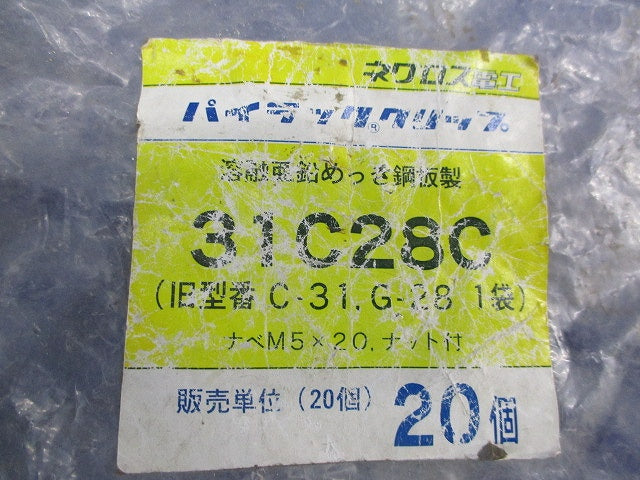 ネグロス電工
パイラッククリップ®
溶融亜鉛めっき鋼板製
31C28C
(旧型番 C-31, G-28 1袋)
ナベM5×20, ナット付
販売単位(20個) 20個